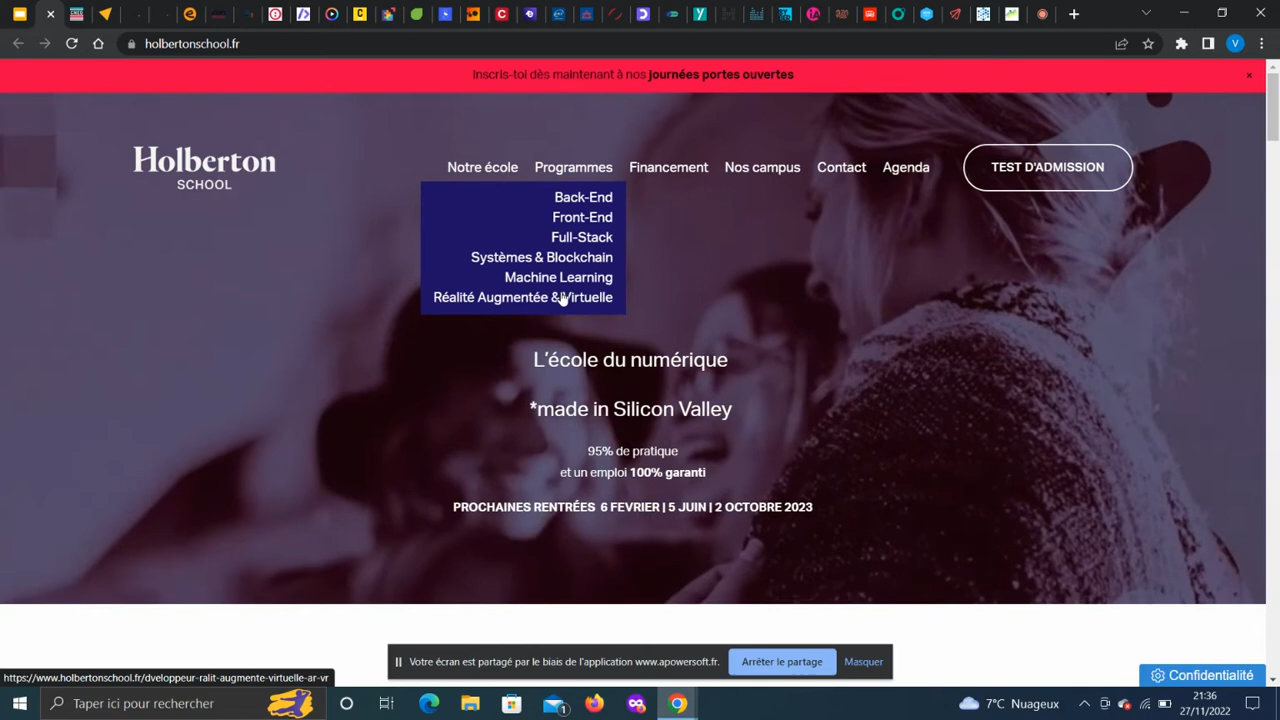 holbertonschool.fr
V
Inscris-toi dès maintenant à nos journées portes ouvertes
×
Holberton
SCHOOL
Notre école
Programmes
Financement
Nos campus
Contact
Agenda
TEST D'ADMISSION
Back-End
Front-End
Full-Stack
Systèmes & Blockchain
Machine Learning
Réalité Augmentée & Virtuelle
L'école du numérique
*made in Silicon Valley
95% de pratique
et un emploi 100% garanti
PROCHAINES RENTRÉES 6 FEVRIER | 5 JUIN | 2 OCTOBRE 2023
Votre écran est partagé par le biais de l'application www.apowersoft.fr.
Arrêter le partage
Masquer
Confidentialité
https://www.holbertonschool.fr/dveloppeur-ralit-augmente-virtuelle-ar-vr
Taper ici pour rechercher
1
7°C Nuageux
21:36
27/11/2022